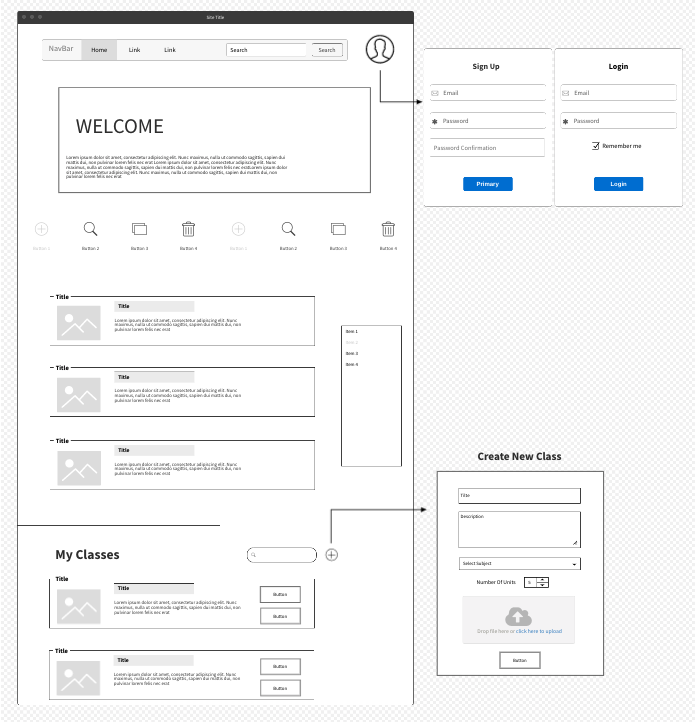 Site Title
NavBar
Home
Link
Link
Search
Search
WELCOME
Lorem ipsum dolor sit amet, consectetur adipiscing elit. Nunc maximus, nulla ut commodo sagittis, sapien dui
mattis dui, non pulvinar lorem felis nec erat Lorem ipsum dolor sit amet, consectetur adipiscing elit. Nunc
maximus, nulla ut commodo sagittis, sapien dui mattis dui, non pulvinar lorem felis nec eratLorem ipsum dolor
sit amet, consectetur adipiscing elit. Nunc maximus, nulla ut commodo sagittis, sapien dui mattis dui, non
pulvinar lorem felis nec erat
Button 1
Button 2
Button 3
Button 4
Button 1
Button 2
Button 3
Button 4
Title
Title
Lorem ipsum dolor sit amet, consectetur adipiscing elit. Nunc
maximus, nulla ut commodo sagittis, sapien dui mattis dui, non
pulvinar lorem felis nec erat
Title
Title
Lorem ipsum dolor sit amet, consectetur adipiscing elit. Nunc
maximus, nulla ut commodo sagittis, sapien dui mattis dui, non
pulvinar lorem felis nec erat
Title
Title
Lorem ipsum dolor sit amet, consectetur adipiscing elit. Nunc
maximus, nulla ut commodo sagittis, sapien dui mattis dui, non
pulvinar lorem felis nec erat
Item 1
Item 2
Item 3
Item 4
My Classes
Title
Title
Lorem ipsum dolor sit amet, consectetur adipiscing elit. Nunc
maximus, nulla ut commodo sagittis, sapien dui mattis dui, non
pulvinar lorem felis nec erat
Button
Button
Title
Title
Lorem ipsum dolor sit amet, consectetur adipiscing elit. Nunc
maximus, nulla ut commodo sagittis, sapien dui mattis dui, non
pulvinar lorem felis nec erat
Button
Button
Sign Up
Email
Password
Password Confirmation
Primary
Login
Email
Password
Remember me
Login
Create New Class
Title
Description
Select Subject
Number Of Units
Drop file here or click here to upload
Button